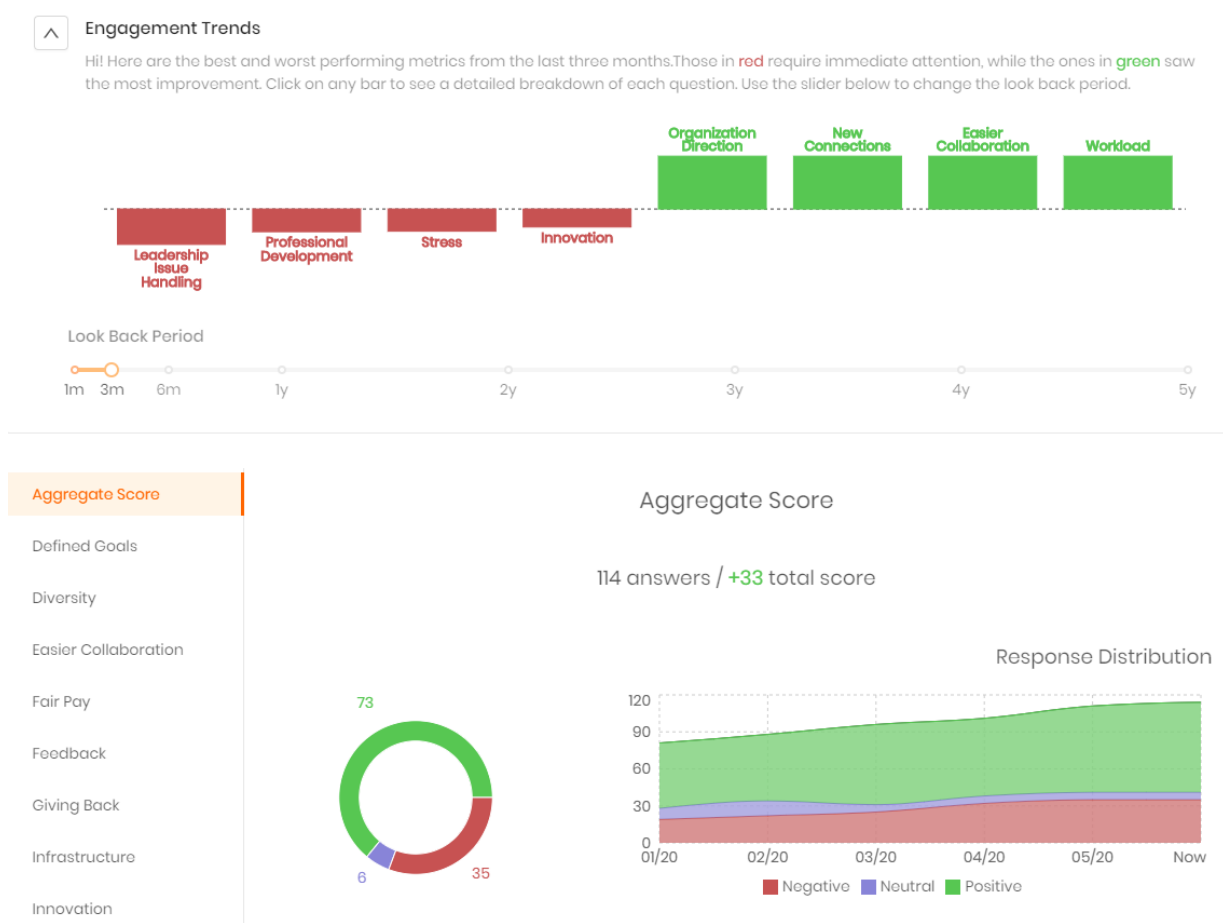 Engagement Trends
Hi! Here are the best and worst performing metrics from the last three months.Those in red require immediate attention, while the ones in green saw
the most improvement. Click on any bar to see a detailed breakdown of each question. Use the slider below to change the look back period.
Organization
Direction
New
Connections
Easier
Collaboration
Workload
Leadership
Issue
Handling
Professional
Development
Stress
Innovation
Look Back Period
1m 3m 6m 1y 2y 3y 4y 5y
Aggregate Score
Defined Goals
Diversity
Easier Collaboration
Fair Pay
Feedback
Giving Back
Infrastructure
Innovation
Aggregate Score
114 answers / +33 total score
73
6
35
Response Distribution
120
90
60
30
0
01/20 02/20 03/20 04/20 05/20 Now
Negative Neutral Positive